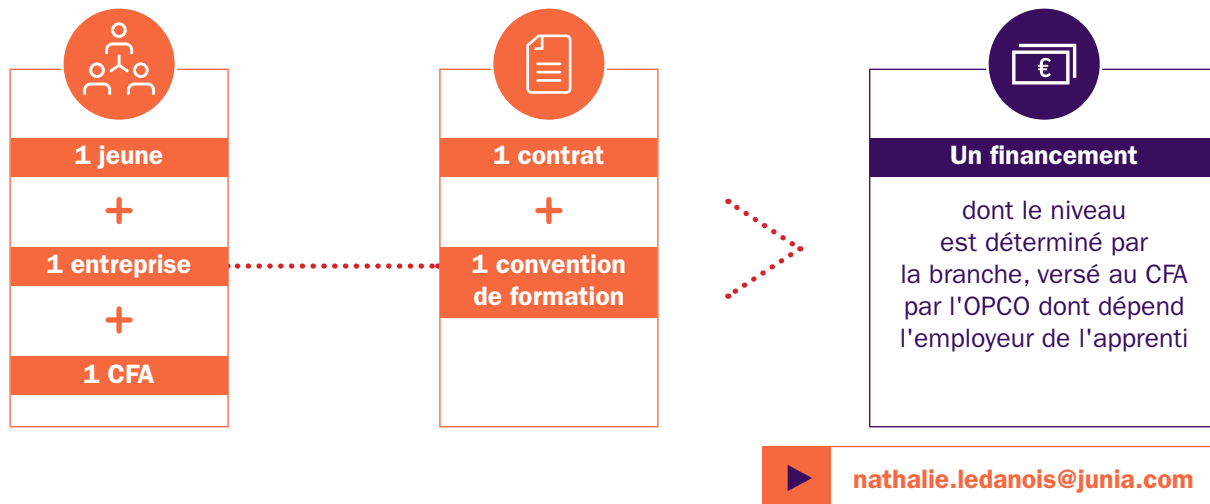 1 jeune
+
1 entreprise
+
1 CFA
1 contrat
+
1 convention
de formation
€
Un financement
dont le niveau
est déterminé par
la branche, versé au CFA
par l'OPCO dont dépend
l'employeur de l'apprenti
nathalie.ledanois@junia.com